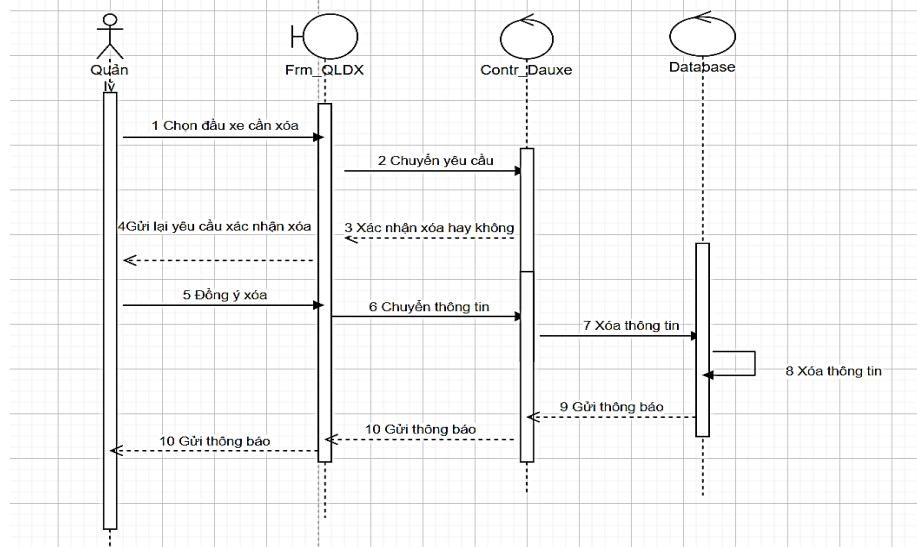 Quản
lý
Frm_QLDX
Contr_Dauxe
Database
1 Chọn đầu xe cần xóa
2 Chuyển yêu cầu
3 Xác nhận xóa hay không
4Gửi lại yêu cầu xác nhận xóa
5 Đồng ý xóa
6 Chuyển thông tin
7 Xóa thông tin
8 Xóa thông tin
9 Gửi thông báo
10 Gửi thông báo
10 Gửi thông báo